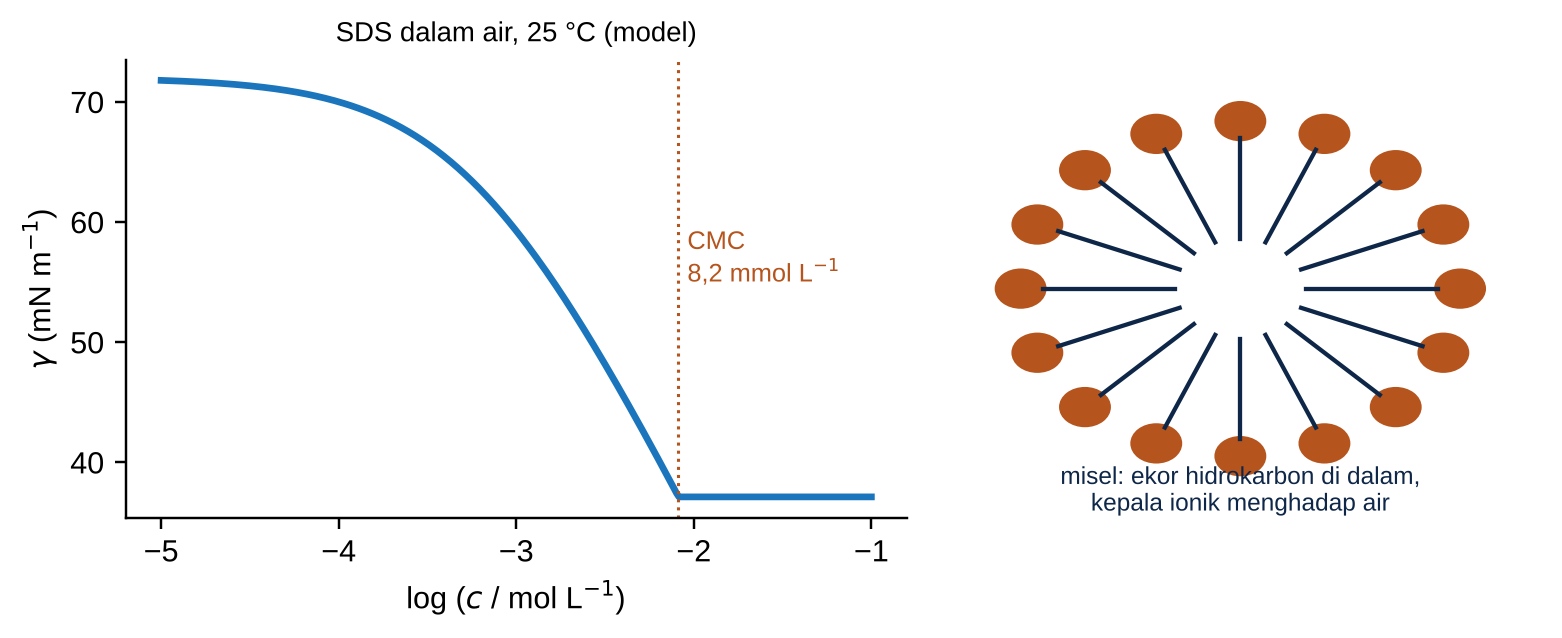 SDS dalam air, 25 °C (model)
γ (mN m⁻¹)
70
60
50
40
CMC
8,2 mmol L⁻¹
−5
−4
−3
−2
−1
log (c / mol L⁻¹)
misel: ekor hidrokarbon di dalam,
kepala ionik menghadap air